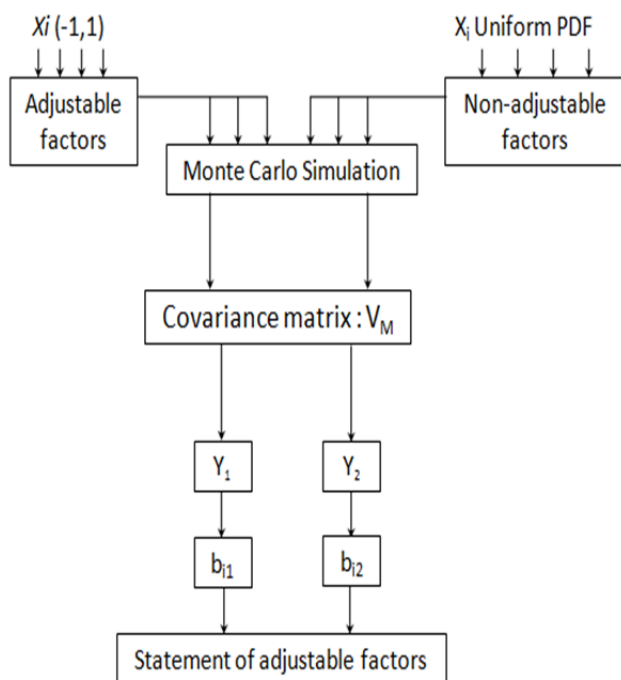 Xi (-1,1)
Xi Uniform PDF
Adjustable
factors
Non-adjustable
factors
Monte Carlo Simulation
Covariance matrix : VM
Y1
Y2
bi1
bi2
Statement of adjustable factors